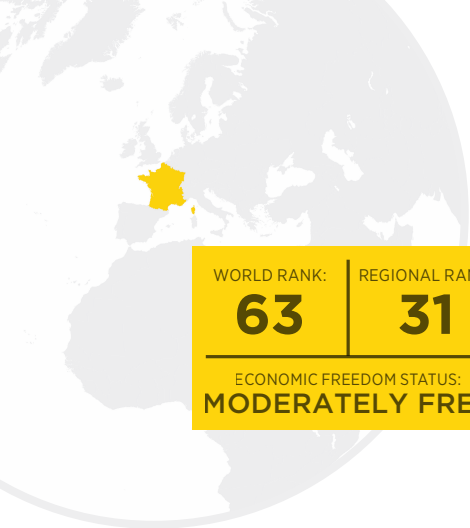 WORLD RANK: REGIONAL RAN
63 31
ECONOMIC FREEDOM STATUS:
MODERATELY FRE